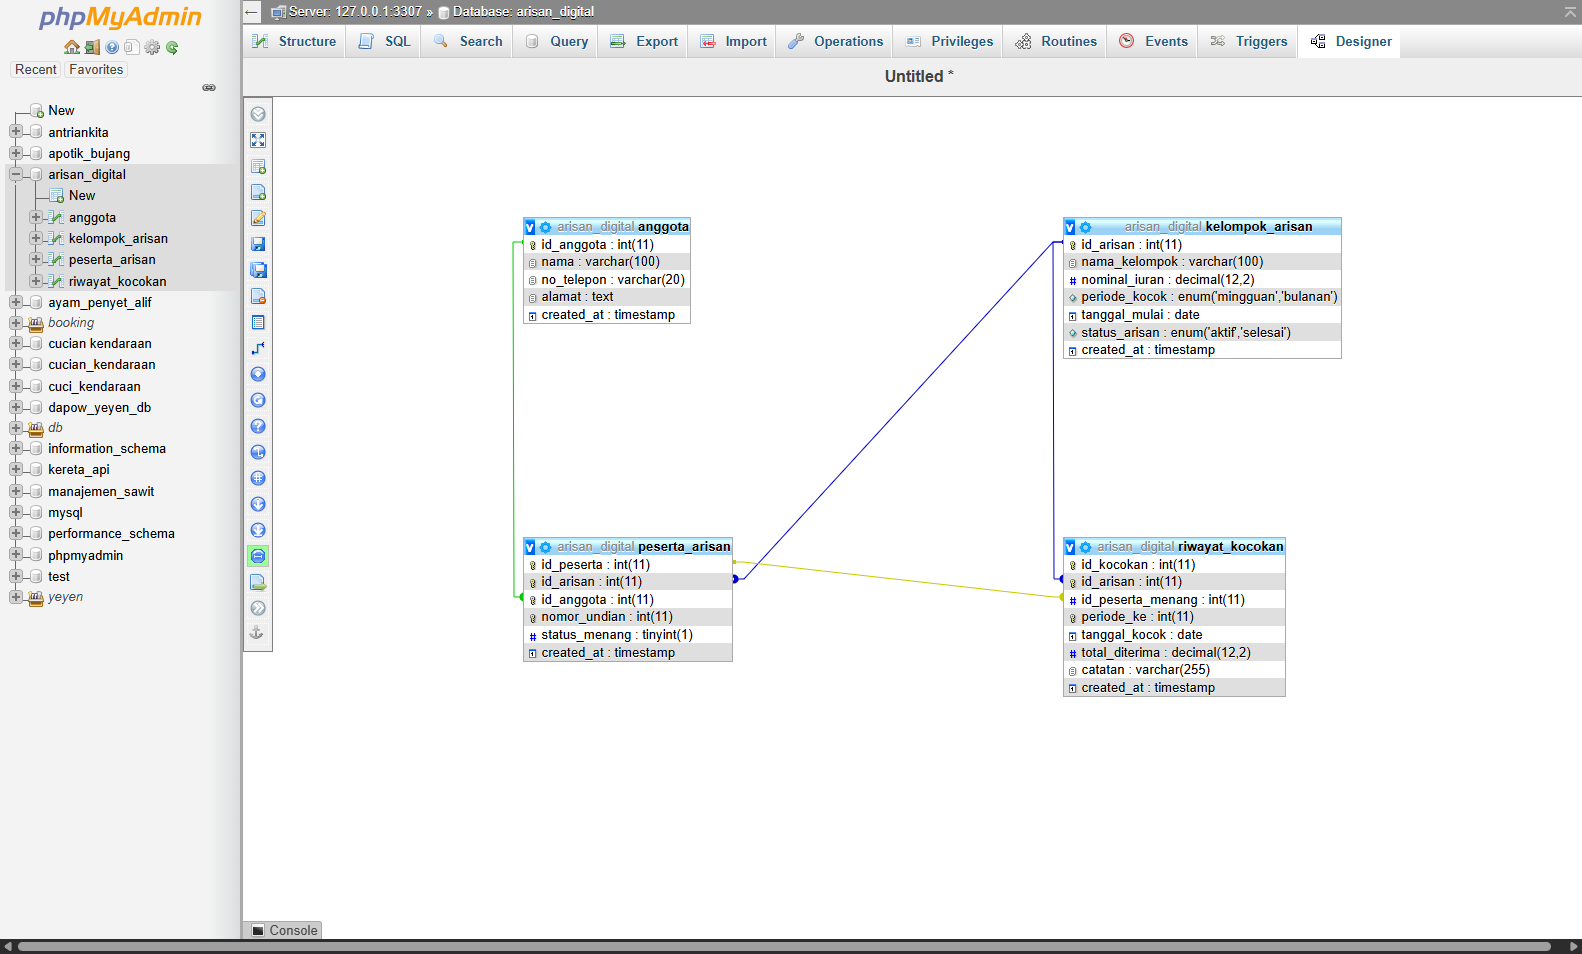 phpMyAdmin
Recent
Favorites
New
antriankita
apotik_bujang
arisan_digital
New
anggota
kelompok_arisan
peserta_arisan
riwayat_kocokan
ayam_penyet_alif
booking
cucian kendaraan
cucian_kendaraan
cuci_kendaraan
dapow_yeyen_db
db
information_schema
kereta_api
manajemen_sawit
mysql
performance_schema
phpmyadmin
test
yeyen
Server: 127.0.0.1:3307 » Database: arisan_digital
Structure SQL Search Query Export Import Operations Privileges Routines Events Triggers Designer
Untitled *
arisan_digital anggota
id_anggota : int(11)
nama : varchar(100)
no_telepon : varchar(20)
alamat : text
created_at : timestamp
arisan_digital kelompok_arisan
id_arisan : int(11)
nama_kelompok : varchar(100)
nominal_iuran : decimal(12,2)
periode_kocok : enum('mingguan','bulanan')
tanggal_mulai : date
status_arisan : enum('aktif','selesai')
created_at : timestamp
arisan_digital peserta_arisan
id_peserta : int(11)
id_arisan : int(11)
id_anggota : int(11)
nomor_undian : int(11)
status_menang : tinyint(1)
created_at : timestamp
arisan_digital riwayat_kocokan
id_kocokan : int(11)
id_arisan : int(11)
id_peserta_menang : int(11)
periode_ke : int(11)
tanggal_kocok : date
total_diterima : decimal(12,2)
catatan : varchar(255)
created_at : timestamp
Console